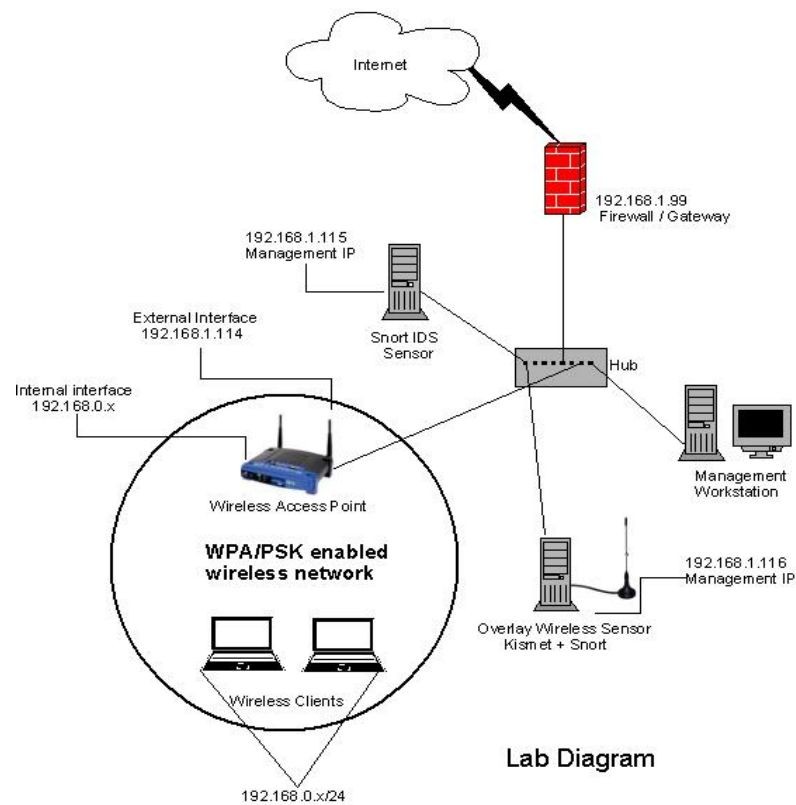 Internet
192.168.1.99
Firewall / Gateway
192.168.1.115
Management IP
Snort IDS
Sensor
External Interface
192.168.1.114
Hub
Internal interface
192.168.0.x
Wireless Access Point
Management
Workstation
WPA/PSK enabled
wireless network
192.168.1.116
Management IP
Overlay Wireless Sensor
Kismet + Snort
Wireless Clients
Lab Diagram
192.168.0.x/24